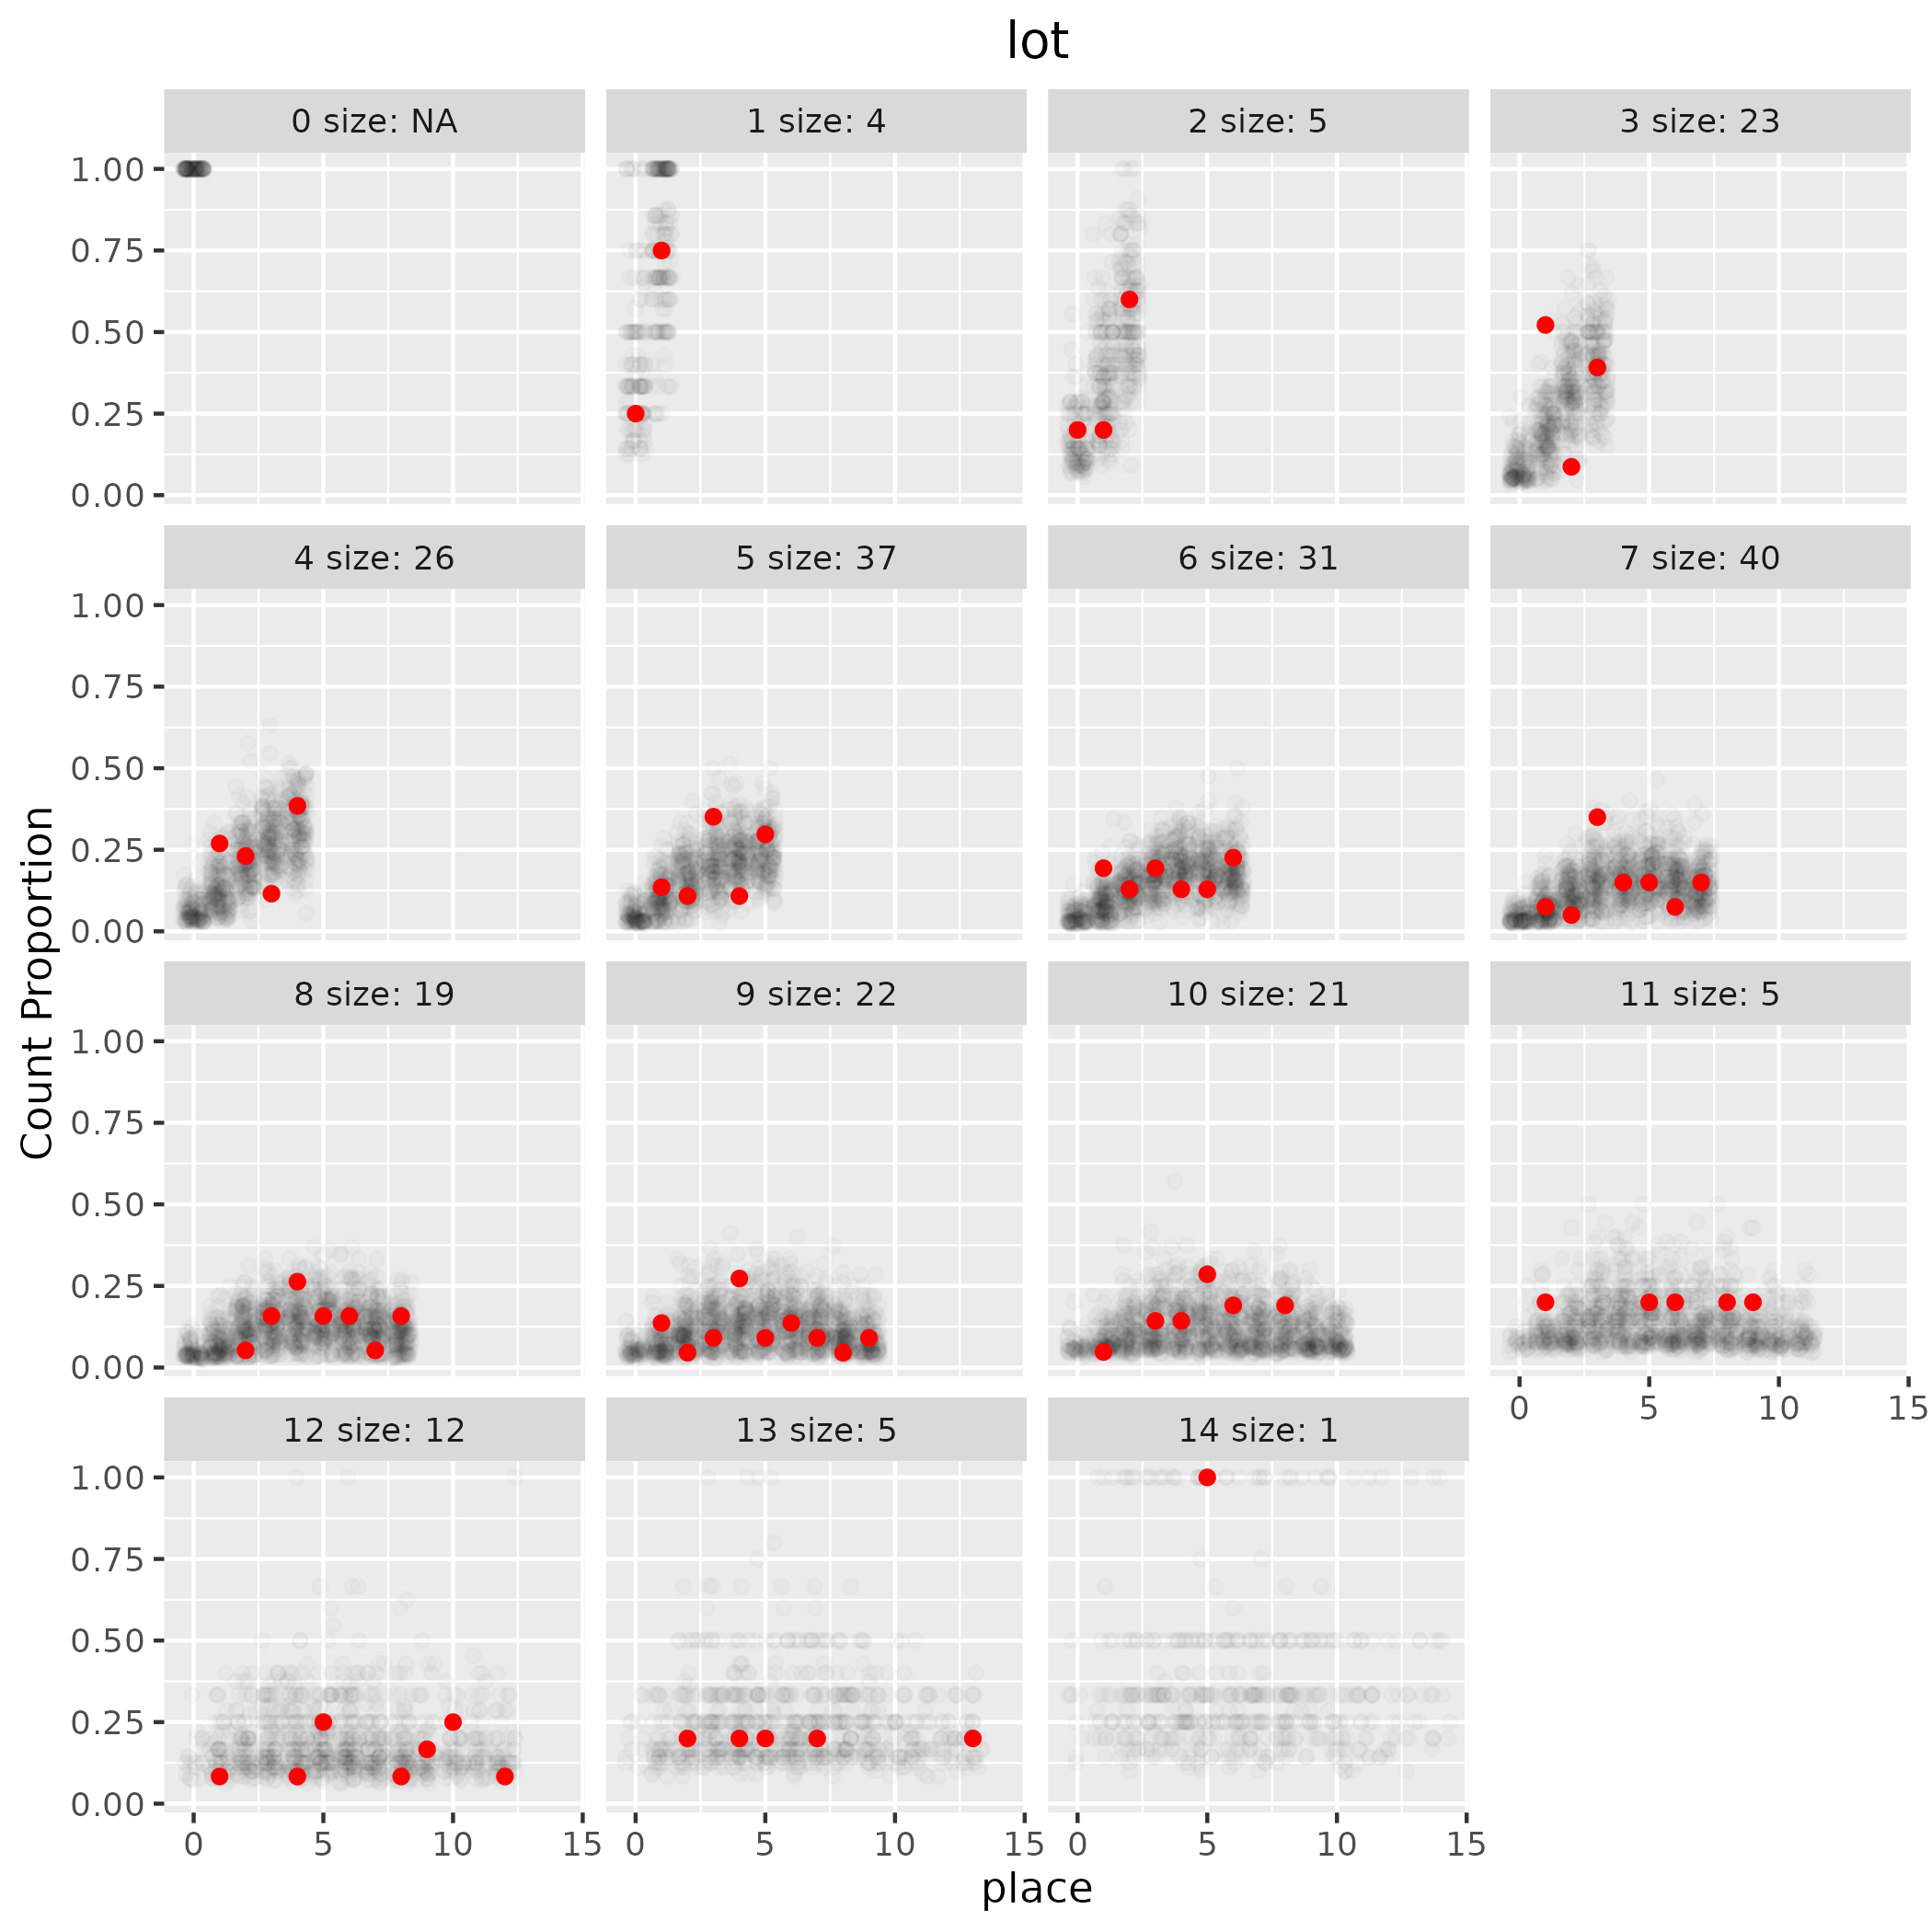 lot
0 size: NA
1 size: 4
2 size: 5
3 size: 23
1.00
0.75
0.50
0.25
0.00
4 size: 26
5 size: 37
6 size: 31
7 size: 40
1.00
0.75
0.50
0.25
0.00
Count Proportion
8 size: 19
9 size: 22
10 size: 21
11 size: 5
1.00
0.75
0.50
0.25
0.00
0 5 10 15
12 size: 12
13 size: 5
14 size: 1
1.00
0.75
0.50
0.25
0.00
0 5 10 15
0 5 10 15
0 5 10 15
place